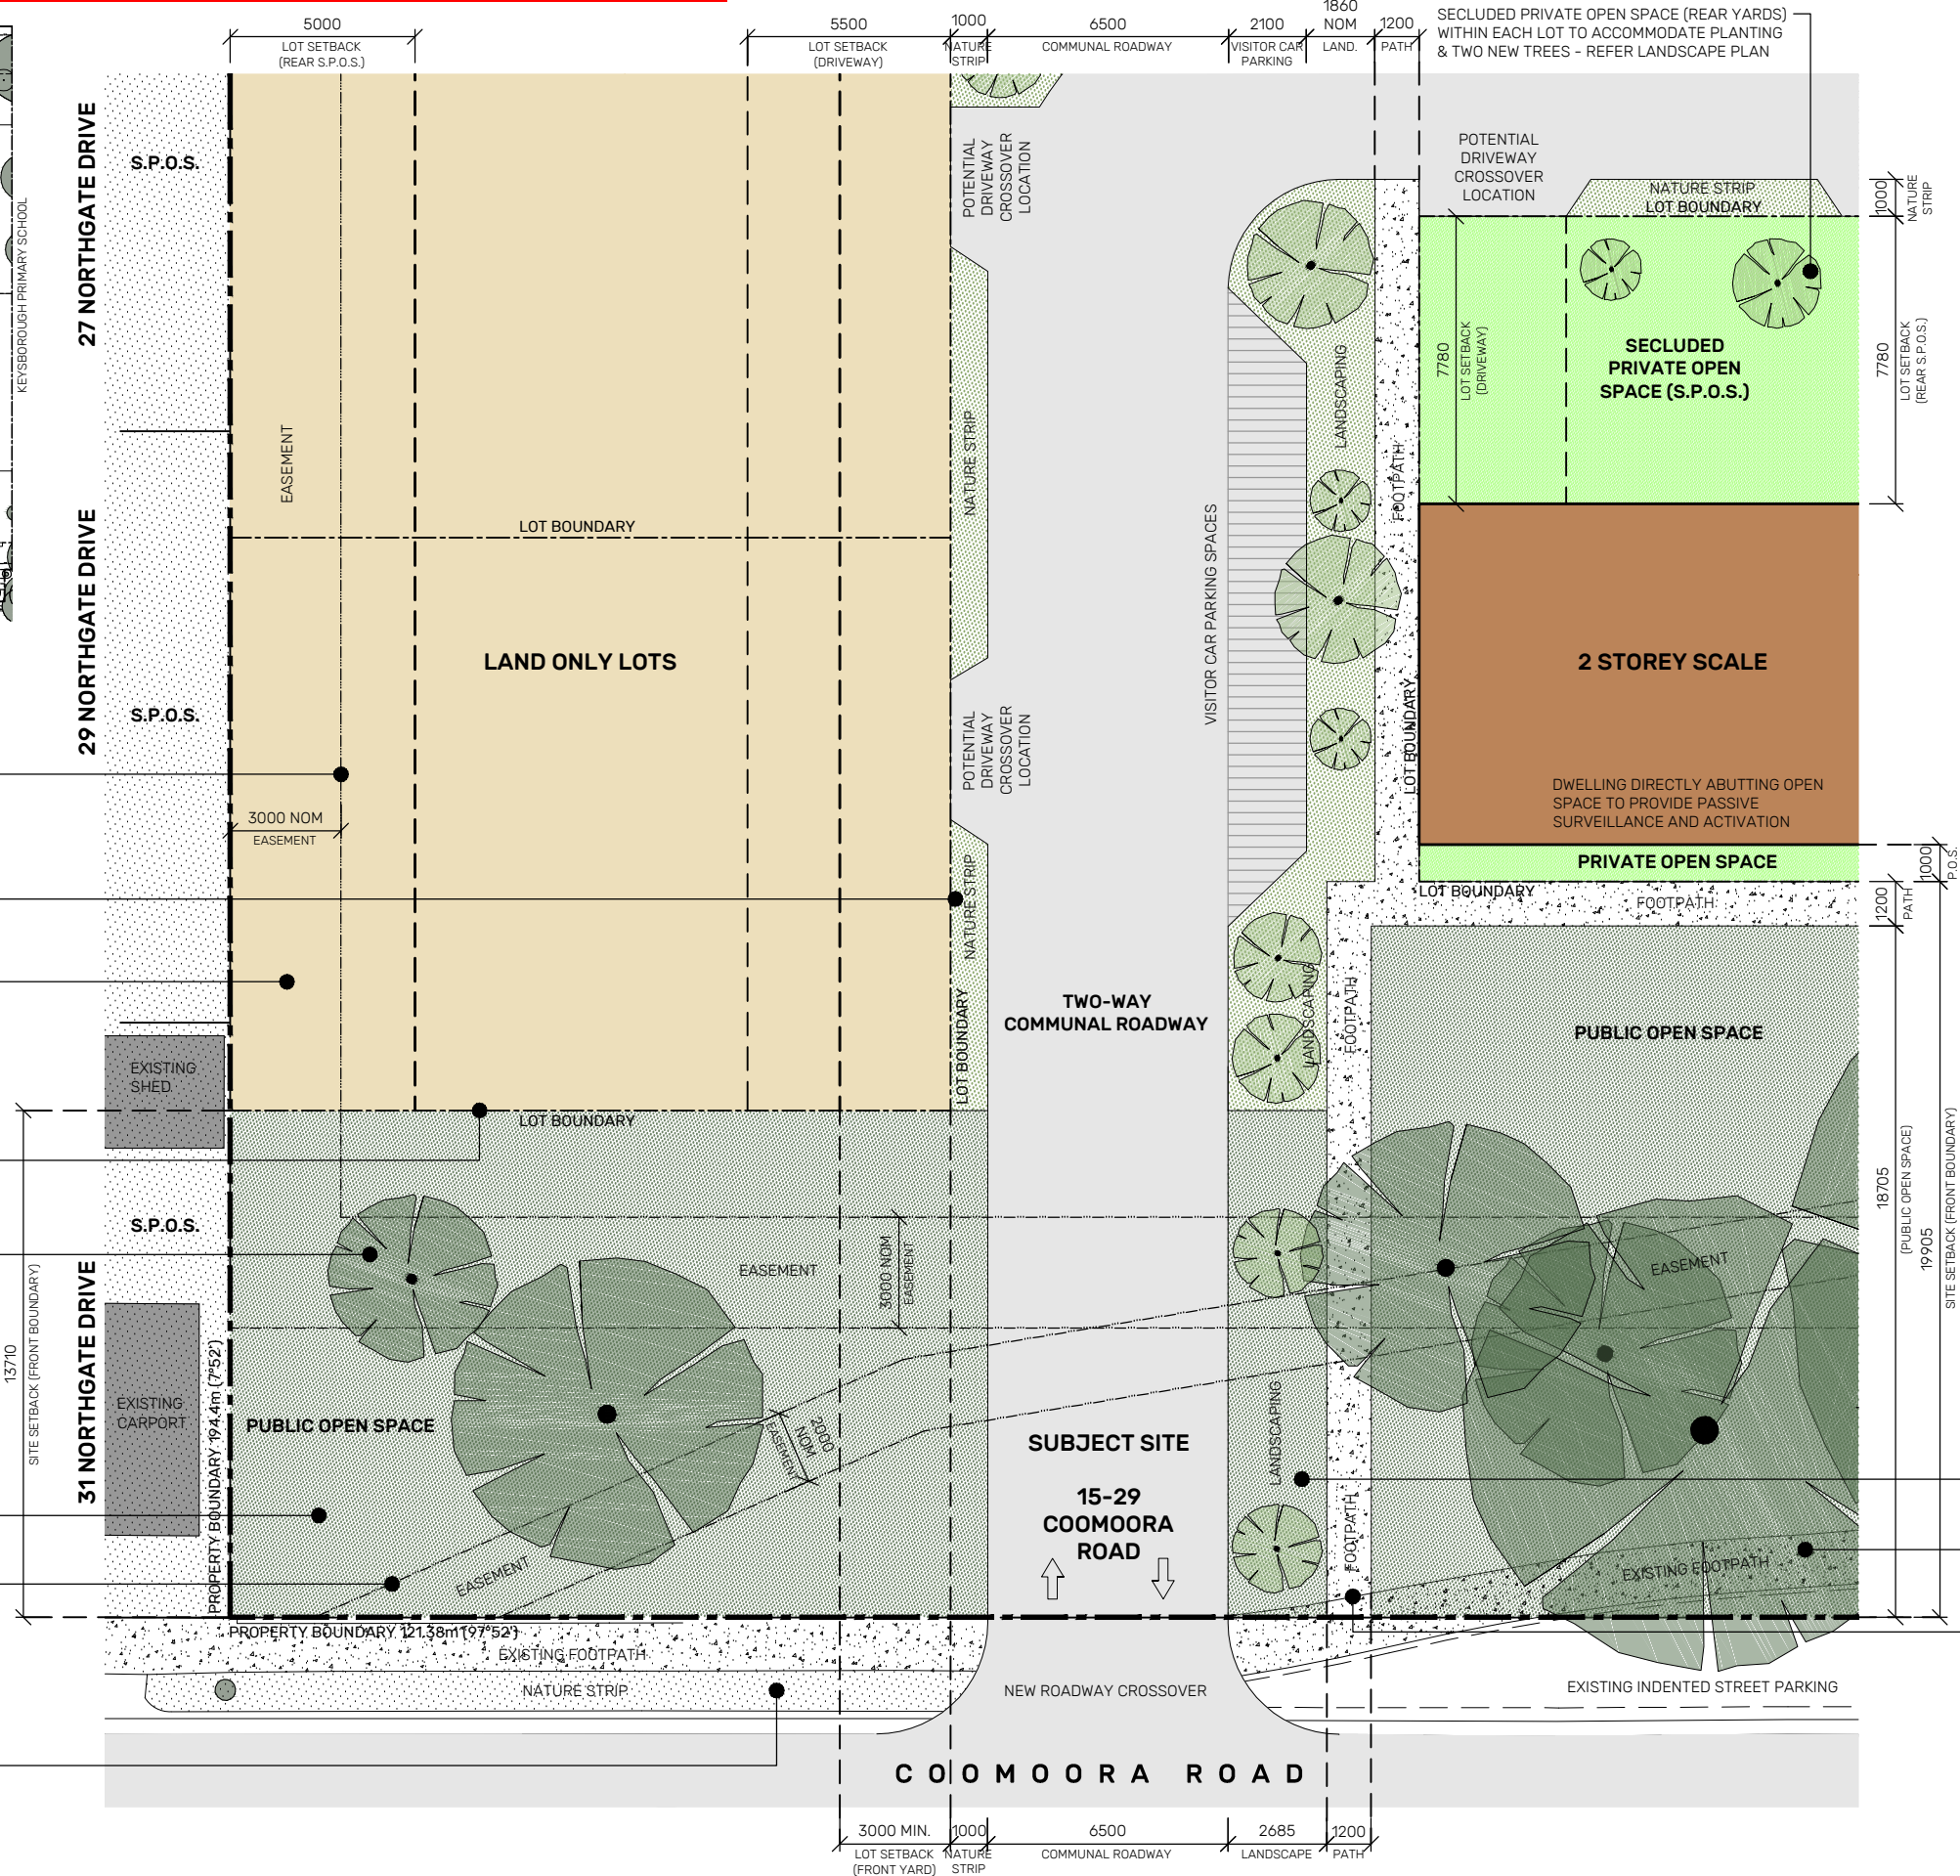 5000
LOT SETBACK
(REAR S.P.O.S.)
5500
LOT SETBACK
(DRIVEWAY)
1000
NATURE
STRIP
6500
COMMUNAL ROADWAY
2100
VISITOR CAR
PARKING
1860
NOM
LAND.
1200
PATH
SECLUDED PRIVATE OPEN SPACE (REAR YARDS)
WITHIN EACH LOT TO ACCOMMODATE PLANTING
& TWO NEW TREES - REFER LANDSCAPE PLAN
KEYSBOROUGH PRIMARY SCHOOL
27 NORTHGATE DRIVE
S.P.O.S.
EASEMENT
POTENTIAL
DRIVEWAY
CROSSOVER
LOCATION
POTENTIAL
DRIVEWAY
CROSSOVER
LOCATION
NATURE STRIP
LOT BOUNDARY
1000
NATURE
STRIP
7780
LOT SETBACK
(DRIVEWAY)
SECLUDED
PRIVATE OPEN
SPACE (S.P.O.S.)
7780
LOT SETBACK
(REAR S.P.O.S.)
LANDSCAPING
FOOTPATH
NATURE STRIP
LOT BOUNDARY
29 NORTHGATE DRIVE
S.P.O.S.
LAND ONLY LOTS
VISITOR CAR PARKING SPACES
POTENTIAL
DRIVEWAY
CROSSOVER
LOCATION
LOT BOUNDARY
2 STOREY SCALE
DWELLING DIRECTLY ABUTTING OPEN
SPACE TO PROVIDE PASSIVE
SURVEILLANCE AND ACTIVATION
3000 NOM
EASEMENT
PRIVATE OPEN SPACE
1000
P.O.S.
LOT BOUNDARY
FOOTPATH
1200
PATH
NATURE STRIP
LOT BOUNDARY
TWO-WAY
COMMUNAL ROADWAY
LANDSCAPING
FOOTPATH
PUBLIC OPEN SPACE
EXISTING
SHED
LOT BOUNDARY
S.P.O.S.
31 NORTHGATE DRIVE
EASEMENT
3000 NOM
EASEMENT
EASEMENT
18705
(PUBLIC OPEN SPACE)
19905
SITE SETBACK (FRONT BOUNDARY)
13710
SITE SETBACK (FRONT BOUNDARY)
EXISTING
CARPORT
PROPERTY BOUNDARY 194.4m (7°52')
PUBLIC OPEN SPACE
2000
NOM
EASEMENT
EASEMENT
SUBJECT SITE
15-29
COOMOORA
ROAD
LANDSCAPING
FOOTPATH
EXISTING FOOTPATH
PROPERTY BOUNDARY 121.38m (97°52')
EXISTING FOOTPATH
NATURE STRIP
NEW ROADWAY CROSSOVER
EXISTING INDENTED STREET PARKING
COOMOORA ROAD
3000 MIN.
LOT SETBACK
(FRONT YARD)
1000
NATURE
STRIP
6500
COMMUNAL ROADWAY
2685
LANDSCAPE
1200
PATH